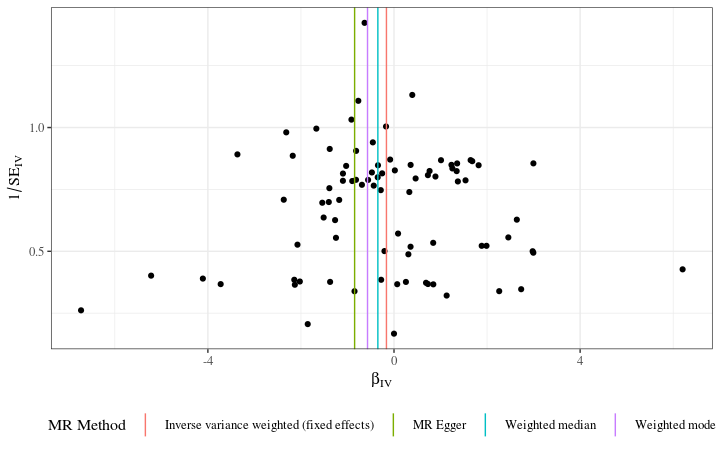 1.0
0.5
1/SE_IV
-4 0 4
β_IV
MR Method Inverse variance weighted (fixed effects) MR Egger Weighted median Weighted mode